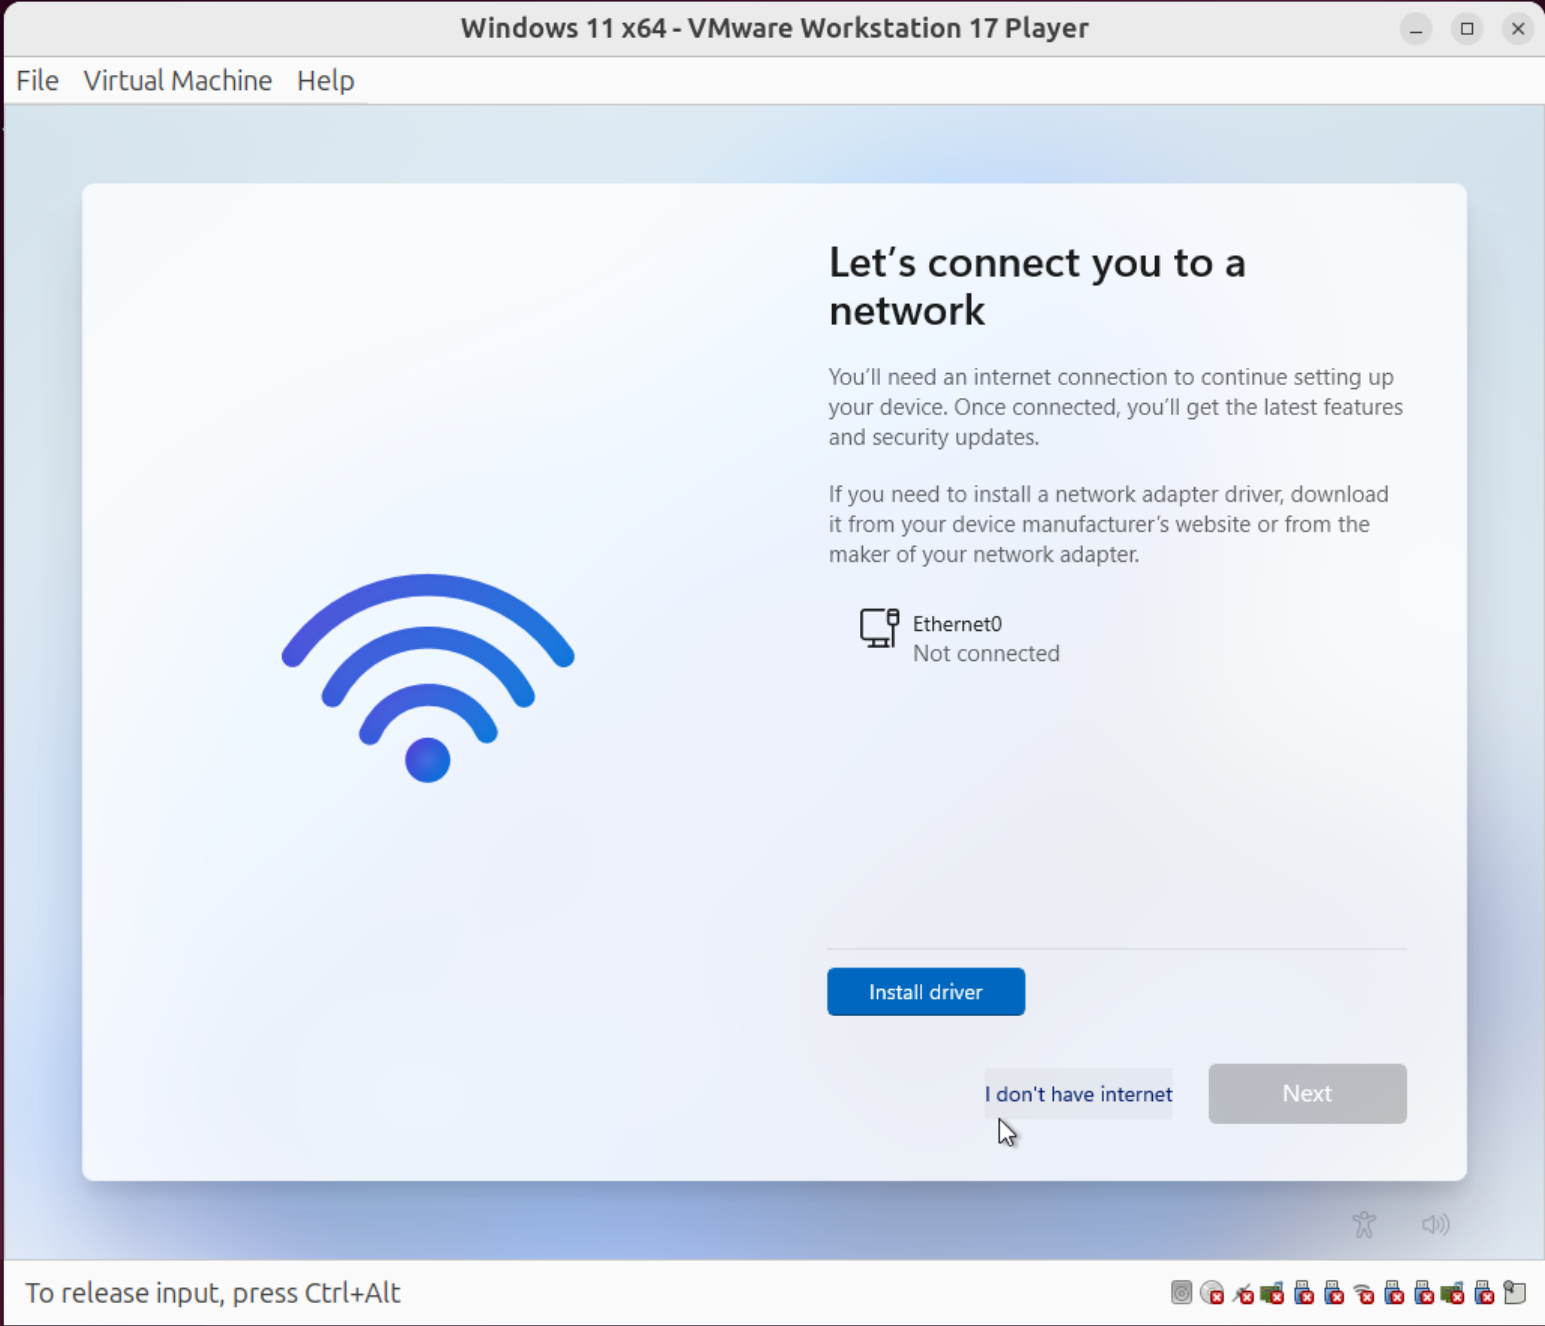 Windows 11 x64 - VMware Workstation 17 Player
File Virtual Machine Help
Let’s connect you to a
network
You’ll need an internet connection to continue setting up
your device. Once connected, you’ll get the latest features
and security updates.
If you need to install a network adapter driver, download
it from your device manufacturer’s website or from the
maker of your network adapter.
Ethernet0
Not connected
Install driver
I don't have internet
Next
To release input, press Ctrl+Alt